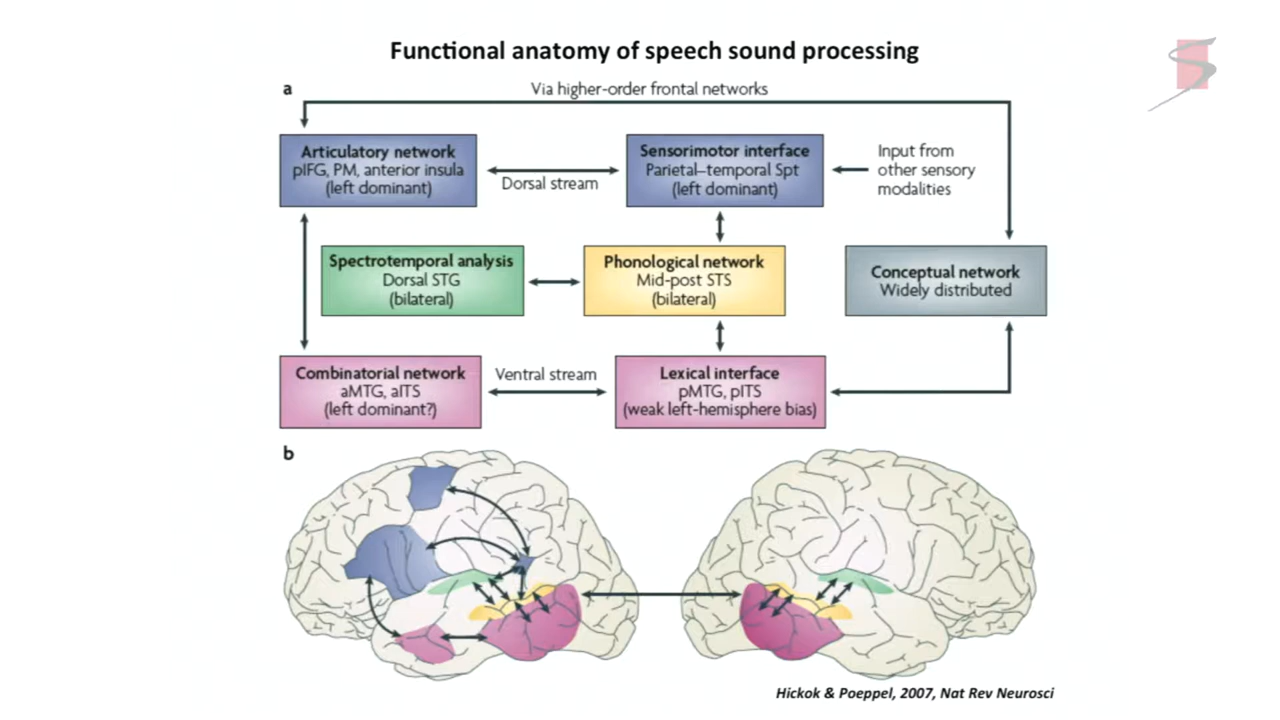 Functional anatomy of speech sound processing
a
Via higher-order frontal networks
Articulatory network
pIFG, PM, anterior insula
(left dominant)
Dorsal stream
Sensorimotor interface
Parietal–temporal Spt
(left dominant)
Input from
other sensory
modalities
Spectrotemporal analysis
Dorsal STG
(bilateral)
Phonological network
Mid-post STS
(bilateral)
Conceptual network
Widely distributed
Combinatorial network
aMTG, aITS
(left dominant?)
Ventral stream
Lexical interface
pMTG, pITS
(weak left-hemisphere bias)
b
Hickok & Poeppel, 2007, Nat Rev Neurosci
S